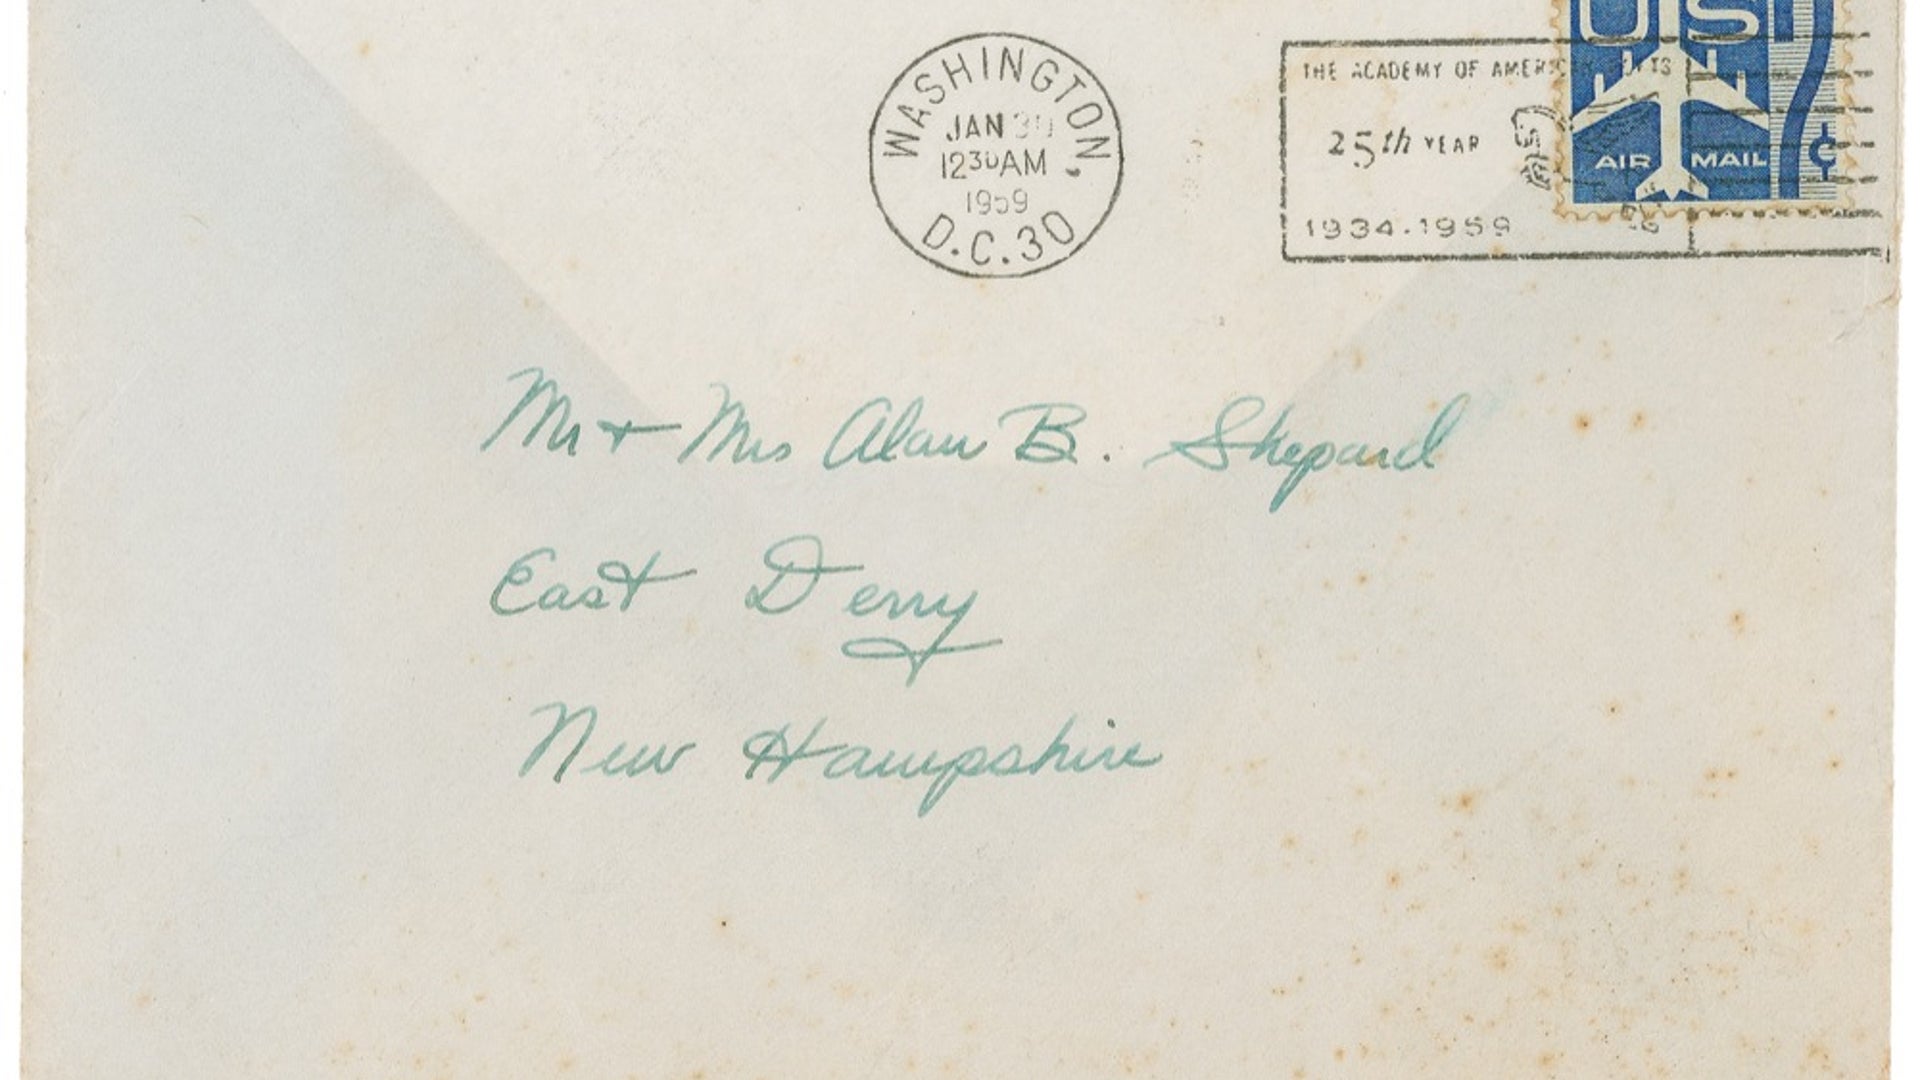 WASHINGTON,
JAN 30
12 30 AM
1959
D.C. 30
THE ACADEMY OF
25th YEAR
1934-1959
US
AIR MAIL
¢
Mr + Mrs Alan B. Shepard
East Derry
New Hampshire